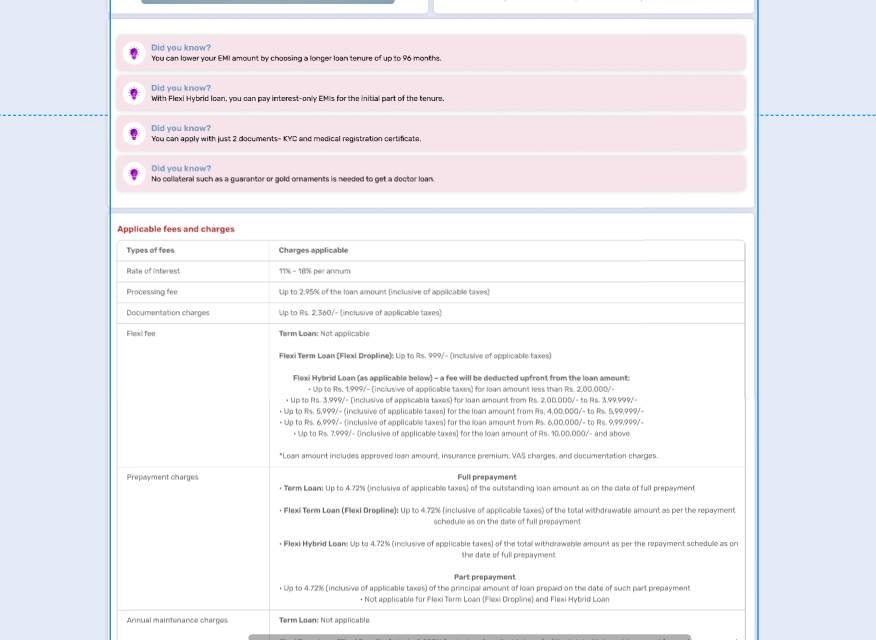 Did you know?
You can lower your EMI amount by choosing a longer loan tenure of up to 96 months.
Did you know?
With Flexi Hybrid loan, you can pay interest-only EMIs for the initial part of the tenure.
Did you know?
You can apply with just 2 documents- KYC and medical registration certificate.
Did you know?
No collateral such as a guarantor or gold ornaments is needed to get a doctor loan.
Applicable fees and charges
Types of fees Charges applicable
Rate of interest 11% - 18% per annum
Processing fee Up to 2.95% of the loan amount (inclusive of applicable taxes)
Documentation charges Up to Rs. 2,360/- (inclusive of applicable taxes)
Flexi fee Term Loan: Not applicable
Flexi Term Loan (Flexi Dropline): Up to Rs. 999/- (inclusive of applicable taxes)
Flexi Hybrid Loan (as applicable below) – a fee will be deducted upfront from the loan amount:
• Up to Rs. 1,999/- (inclusive of applicable taxes) for loan amount less than Rs. 2,00,000/-
• Up to Rs. 3,999/- (inclusive of applicable taxes) for loan amount from Rs. 2,00,000/- to Rs. 3,99,999/-
• Up to Rs. 5,999/- (inclusive of applicable taxes) for the loan amount from Rs. 4,00,000/- to Rs. 5,99,999/-
• Up to Rs. 6,999/- (inclusive of applicable taxes) for the loan amount from Rs. 6,00,000/- to Rs. 9,99,999/-
• Up to Rs. 7,999/- (inclusive of applicable taxes) for the loan amount of Rs. 10,00,000/- and above
*Loan amount includes approved loan amount, insurance premium, VAS charges, and documentation charges.
Prepayment charges Full prepayment
• Term Loan: Up to 4.72% (inclusive of applicable taxes) of the outstanding loan amount as on the date of full prepayment
• Flexi Term Loan (Flexi Dropline): Up to 4.72% (inclusive of applicable taxes) of the total withdrawable amount as per the repayment
schedule as on the date of full prepayment
• Flexi Hybrid Loan: Up to 4.72% (inclusive of applicable taxes) of the total withdrawable amount as per the repayment schedule as on
the date of full prepayment
Part prepayment
• Up to 4.72% (inclusive of applicable taxes) of the principal amount of loan prepaid on the date of such part prepayment
• Not applicable for Flexi Term Loan (Flexi Dropline) and Flexi Hybrid Loan
Annual maintenance charges Term Loan: Not applicable